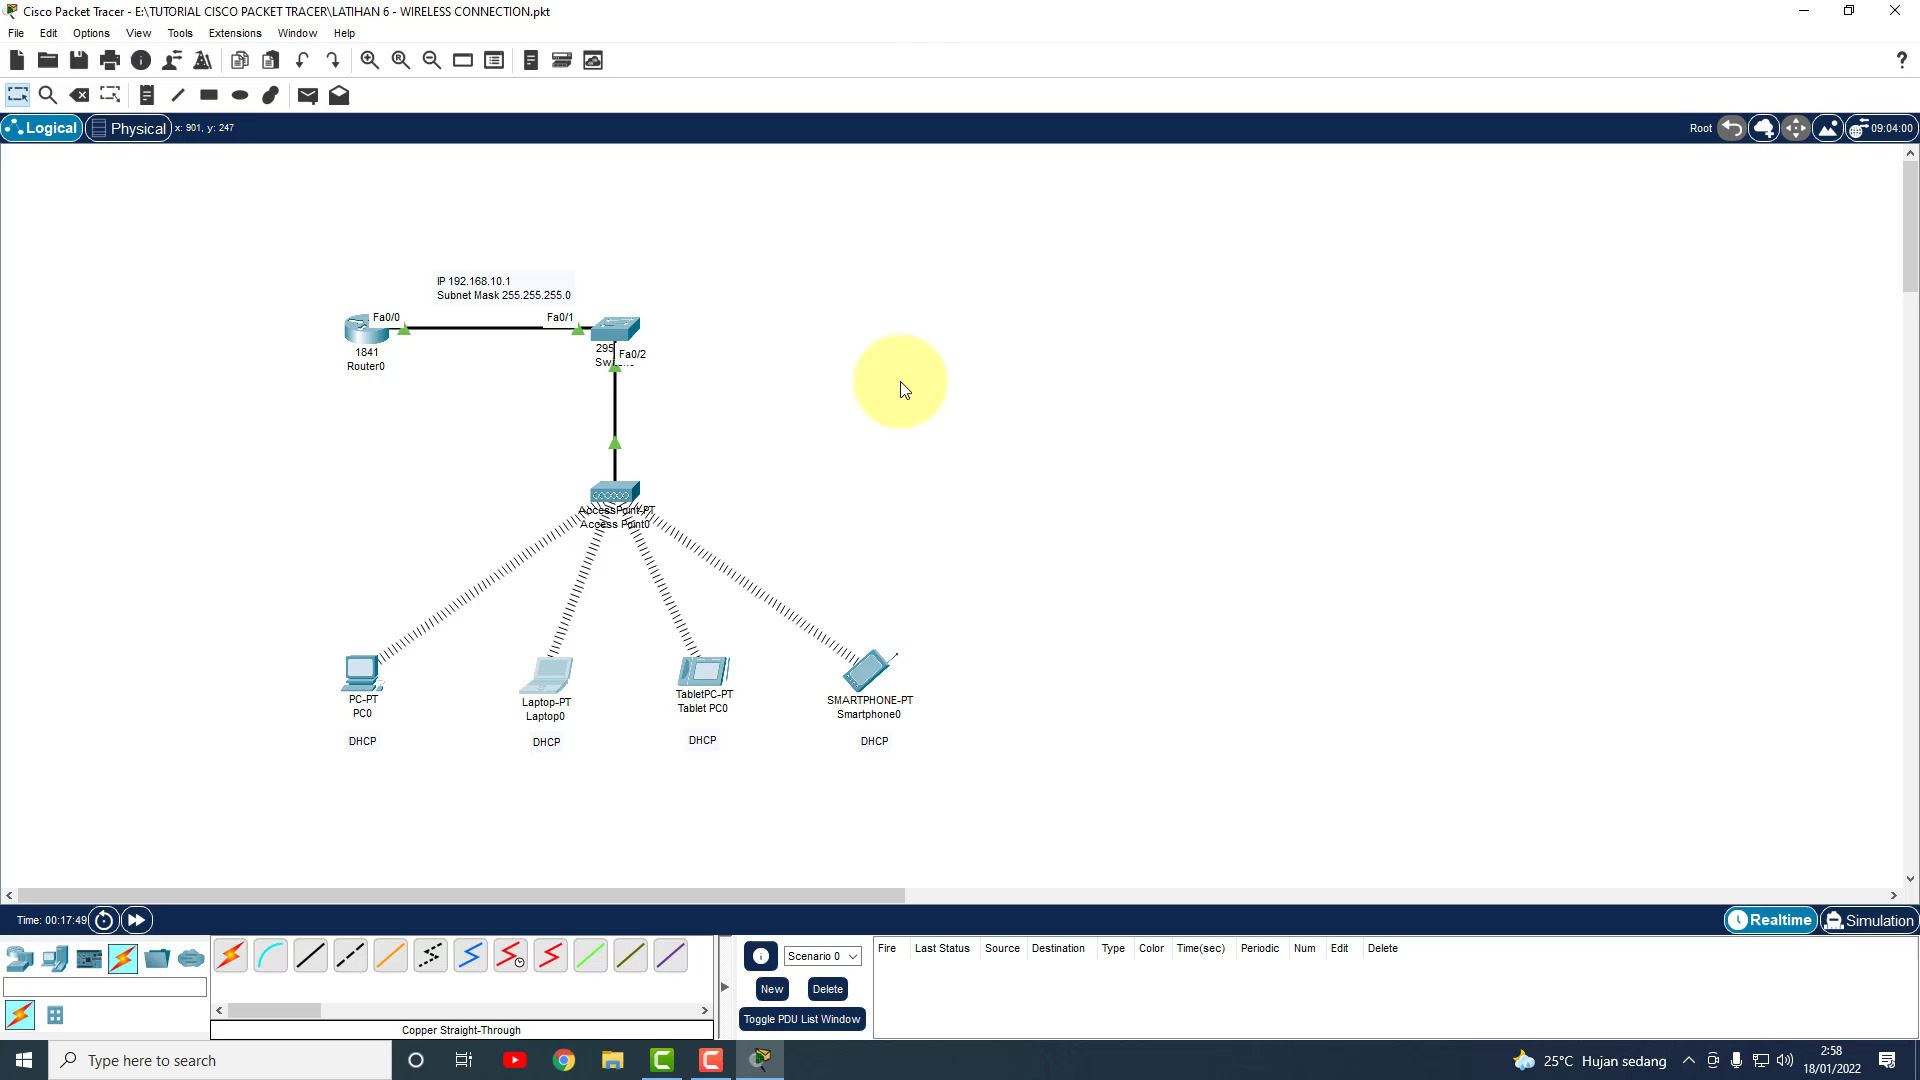 Cisco Packet Tracer - E:\TUTORIAL CISCO PACKET TRACER\LATIHAN 6 - WIRELESS CONNECTION.pkt
File Edit Options View Tools Extensions Window Help
Logical Physical x: 901, y: 247 Root 09:04:00
IP 192.168.10.1
Subnet Mask 255.255.255.0
Fa0/0 Fa0/1
1841
Router0
295
Fa0/2
AccessPoint-PT
Access Point0
PC-PT
PC0
DHCP
Laptop-PT
Laptop0
DHCP
TabletPC-PT
Tablet PC0
DHCP
SMARTPHONE-PT
Smartphone0
DHCP
Time: 00:17:49 Realtime Simulation
Scenario 0
New Delete
Toggle PDU List Window
Fire Last Status Source Destination Type Color Time(sec) Periodic Num Edit Delete
Copper Straight-Through
Type here to search
25°C Hujan sedang
2:58
18/01/2022